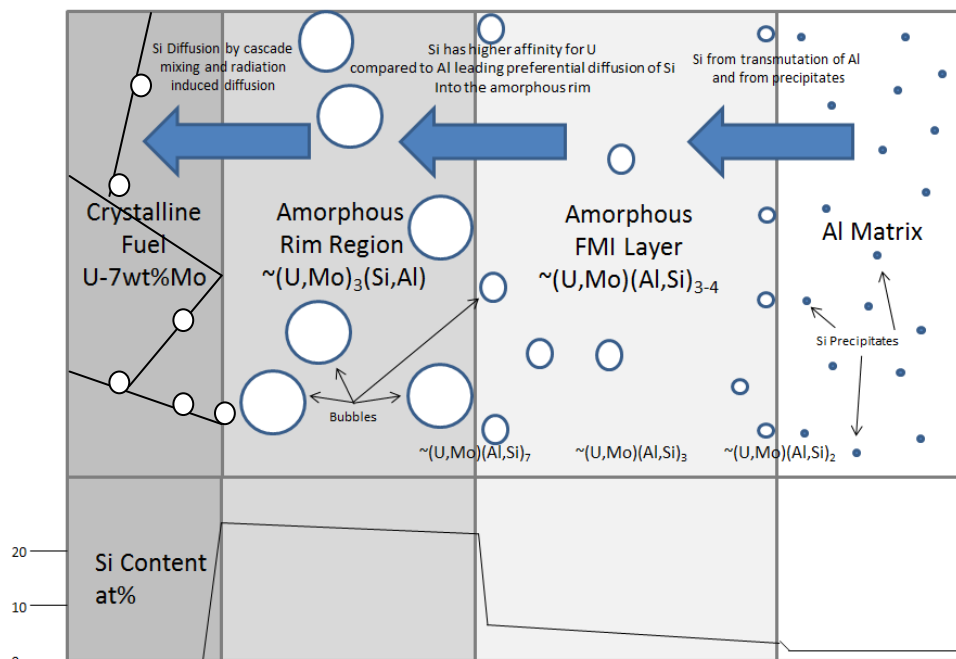 Si Diffusion by cascade
mixing and radiation
induced diffusion
Si has higher affinity for U
compared to Al leading preferential diffusion of Si
Into the amorphous rim
Si from transmutation of Al
and from precipitates
Crystalline
Fuel
U-7wt%Mo
Amorphous
Rim Region
~(U,Mo)₃(Si,Al)
Amorphous
FMI Layer
~(U,Mo)(Al,Si)₃₋₄
Al Matrix
Si Precipitates
Bubbles
~(U,Mo)(Al,Si)₇
~(U,Mo)(Al,Si)₃
~(U,Mo)(Al,Si)₂
Si Content
at%
20
10